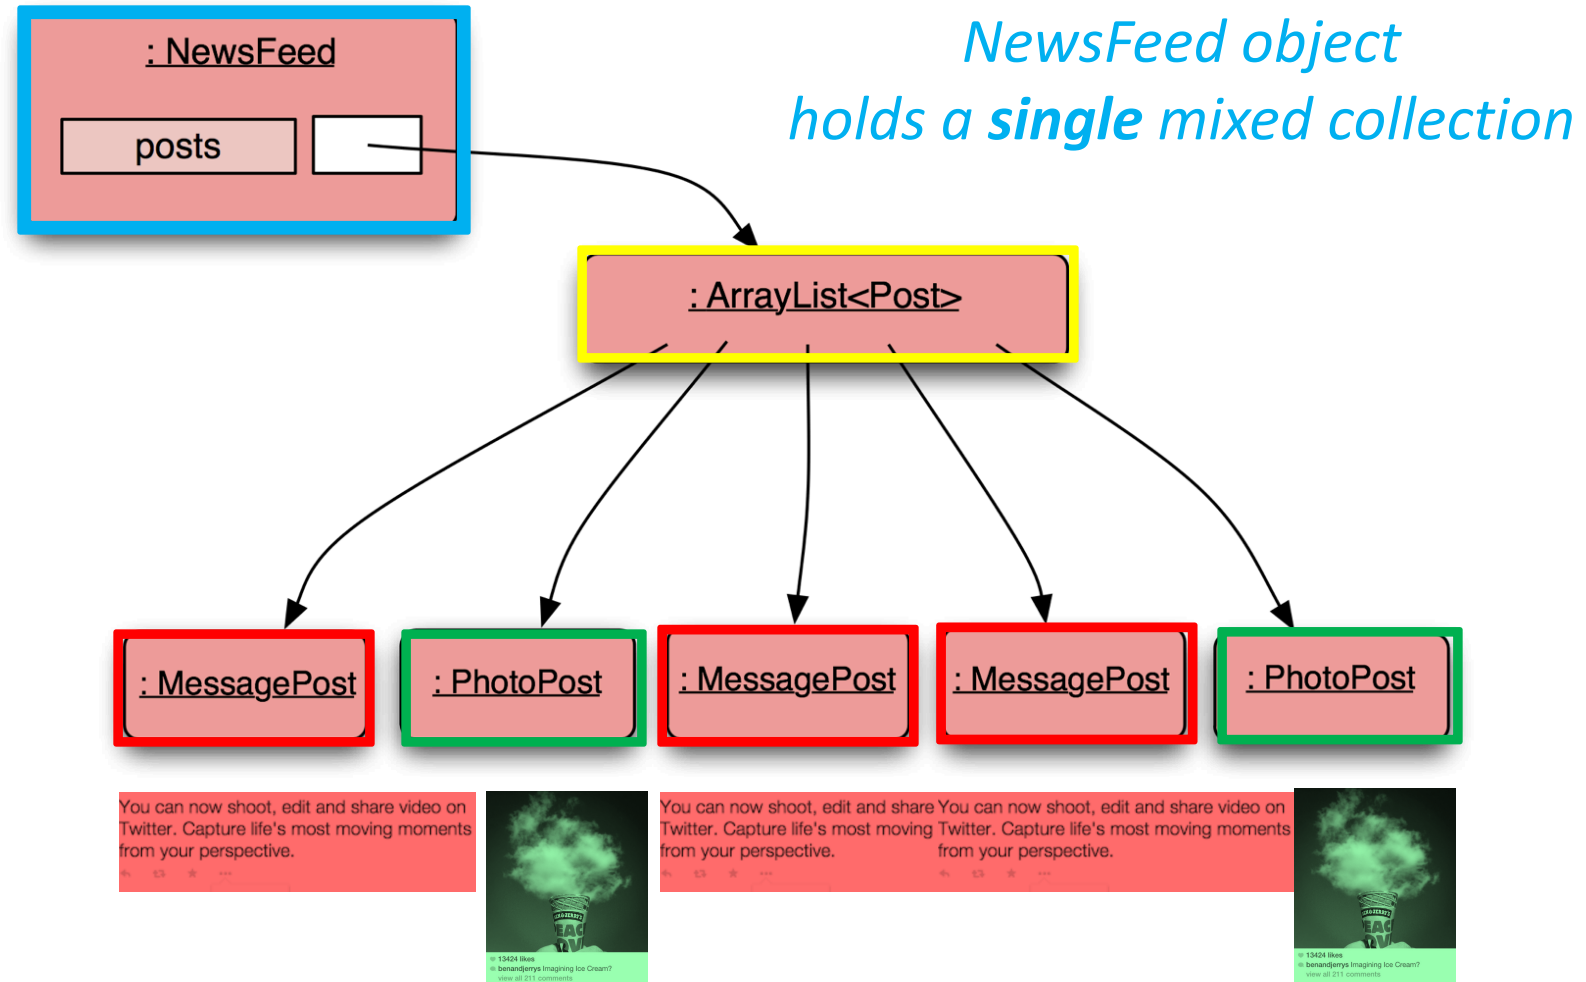 : NewsFeed
posts
NewsFeed object
holds a single mixed collection
: ArrayList<Post>
: MessagePost
: PhotoPost
: MessagePost
: MessagePost
: PhotoPost
You can now shoot, edit and share video on
Twitter. Capture life's most moving moments
from your perspective.
13424 likes
benandjerrys Imagining Ice Cream?
view all 211 comments
You can now shoot, edit and share
Twitter. Capture life's most moving
from your perspective.
You can now shoot, edit and share video on
Twitter. Capture life's most moving moments
from your perspective.
13424 likes
benandjerrys Imagining Ice Cream?
view all 211 comments